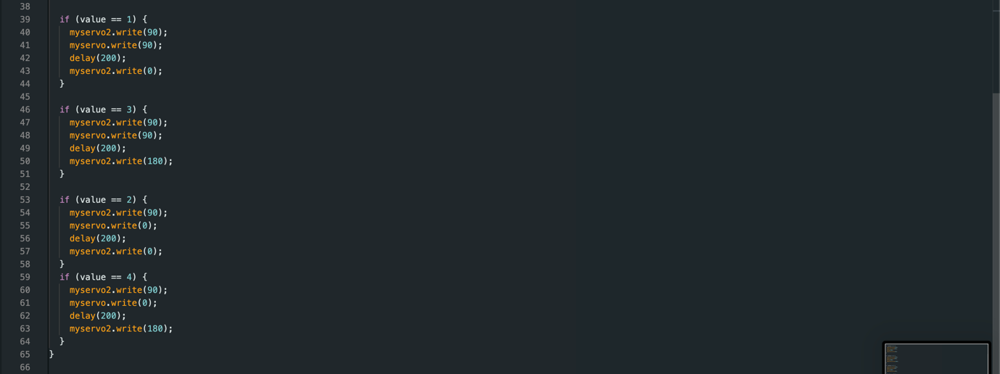 38
39 if (value == 1) {
40 myservo2.write(90);
41 myservo.write(90);
42 delay(200);
43 myservo2.write(0);
44 }
45
46 if (value == 3) {
47 myservo2.write(90);
48 myservo.write(90);
49 delay(200);
50 myservo2.write(180);
51 }
52
53 if (value == 2) {
54 myservo2.write(90);
55 myservo.write(0);
56 delay(200);
57 myservo2.write(0);
58 }
59 if (value == 4) {
60 myservo2.write(90);
61 myservo.write(0);
62 delay(200);
63 myservo2.write(180);
64 }
65 }
66